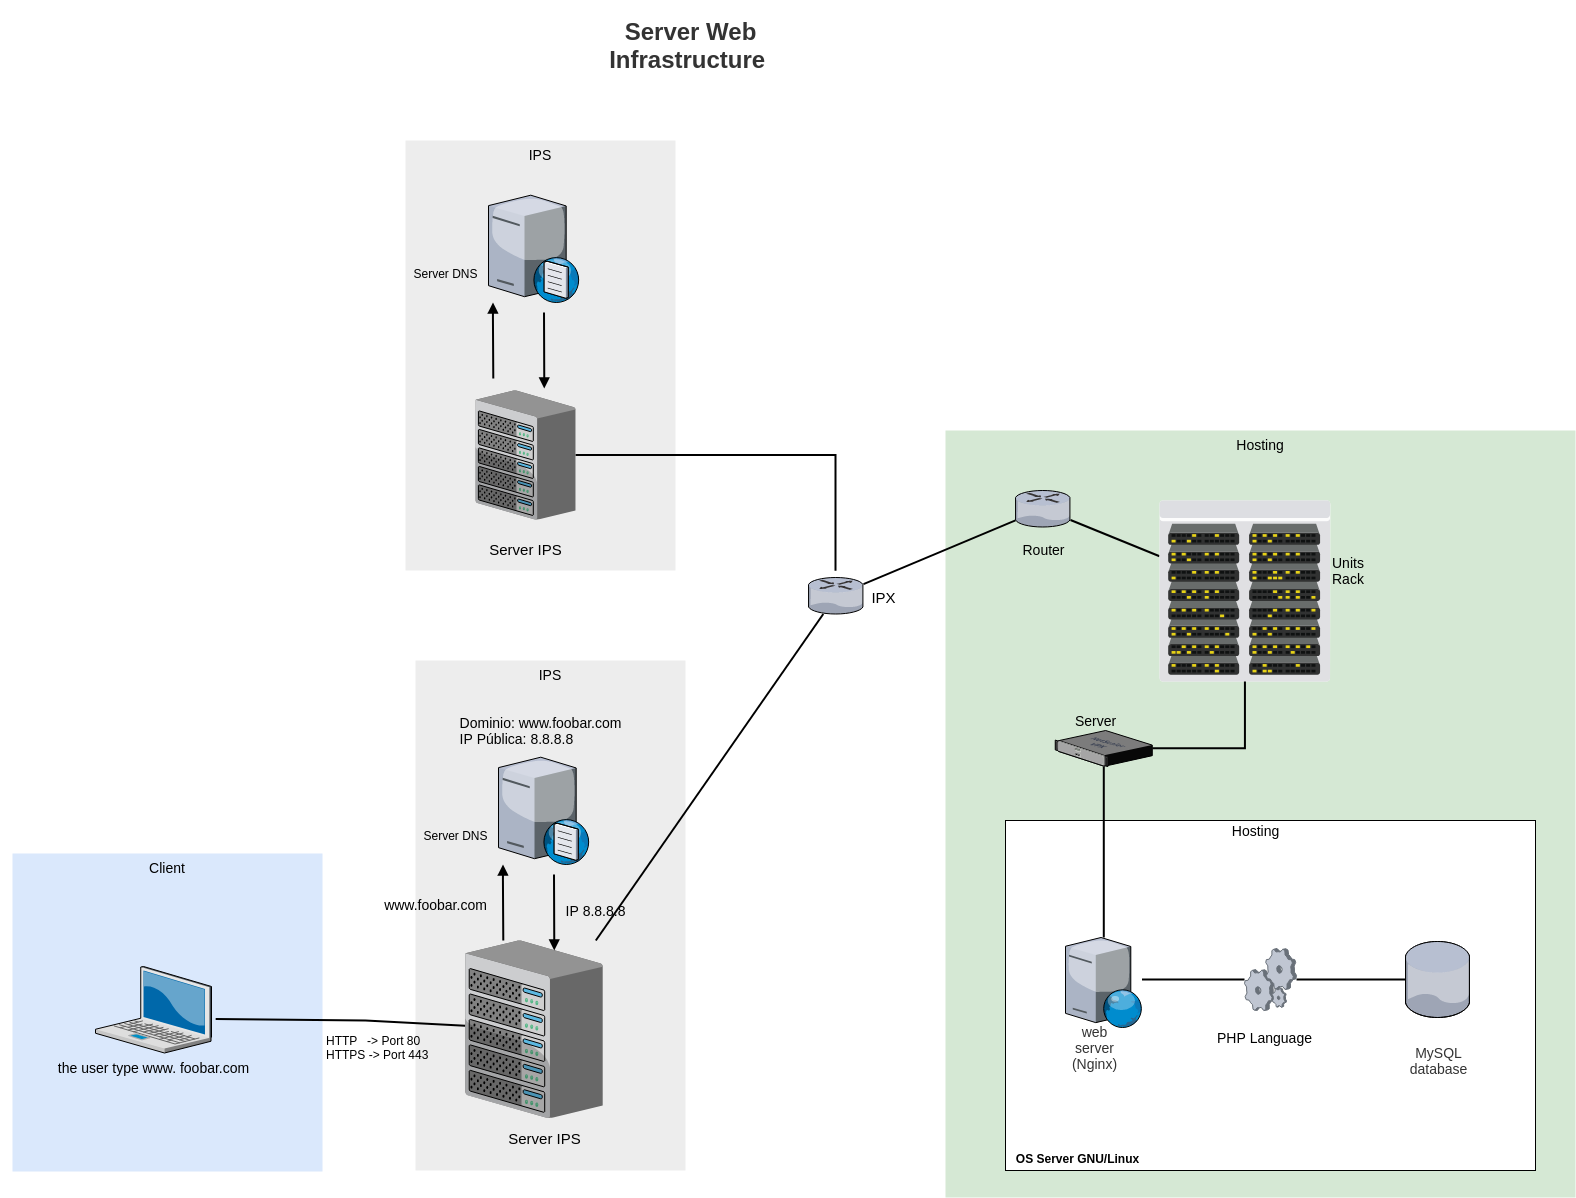 Server Web
Infrastructure
IPS
Server DNS
Server IPS
Hosting
Router
Units
Rack
IPX
IPS
Dominio: www.foobar.com
IP Pública: 8.8.8.8
Server DNS
www.foobar.com
IP 8.8.8.8
Server
Hosting
Client
the user type www. foobar.com
HTTP   -> Port 80
HTTPS -> Port 443
Server IPS
web
server
(Nginx)
PHP Language
MySQL
database
OS Server GNU/Linux